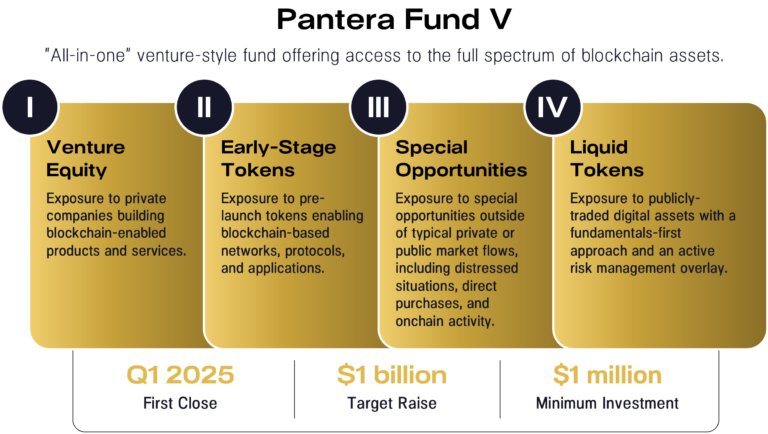 Pantera Fund V
"All-in-one" venture-style fund offering access to the full spectrum of blockchain assets.
I
Venture
Equity
Exposure to private
companies building
blockchain-enabled
products and services.
II
Early-Stage
Tokens
Exposure to pre-
launch tokens enabling
blockchain-based
networks, protocols,
and applications.
III
Special
Opportunities
Exposure to special
opportunities outside
of typical private or
public market flows,
including distressed
situations, direct
purchases, and
onchain activity.
IV
Liquid
Tokens
Exposure to publicly-
traded digital assets with a
fundamentals-first
approach and an active
risk management overlay.
Q1 2025
First Close
$1 billion
Target Raise
$1 million
Minimum Investment